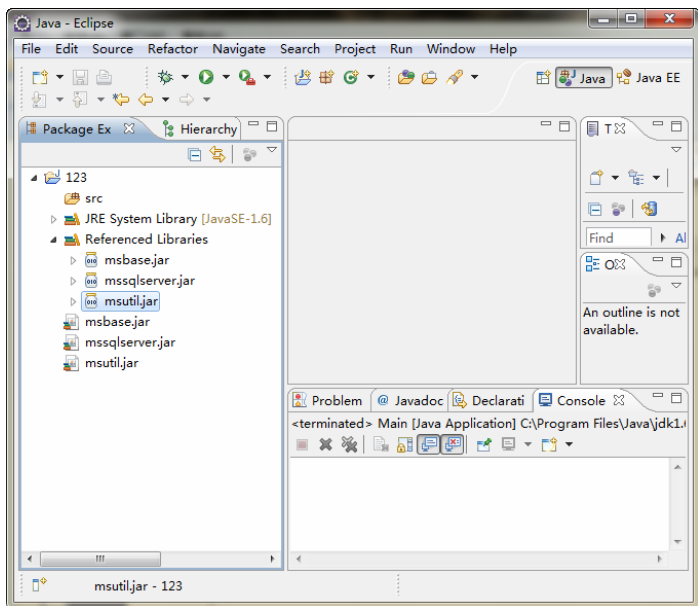 Java - Eclipse
File Edit Source Refactor Navigate Search Project Run Window Help
Java Java EE
Package Ex Hierarchy
123
src
JRE System Library [JavaSE-1.6]
Referenced Libraries
msbase.jar
mssqlserver.jar
msutil.jar
msbase.jar
mssqlserver.jar
msutil.jar
T
Find Al
O
An outline is not
available.
Problem @ Javadoc Declarati Console
<terminated> Main [Java Application] C:\Program Files\Java\jdk1.
msutil.jar - 123